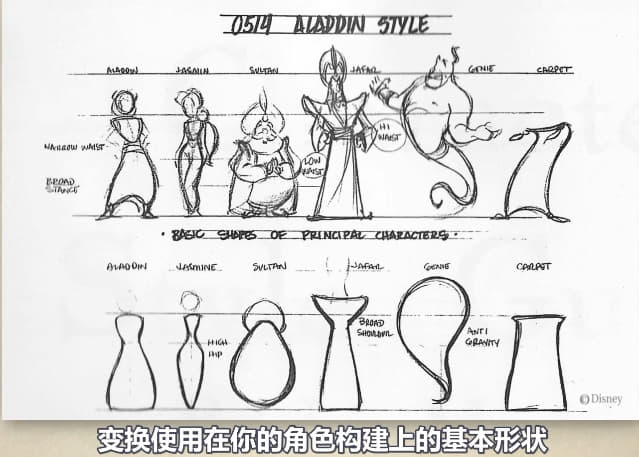 0514 ALADDIN STYLE
ALADDIN JASMIN SULTAN JAFAR GENIE CARPET
NARROW WAIST
HI WAIST
LOW WAIST
BROAD STANCE
• BASIC SHAPES OF PRINCIPAL CHARACTERS •
ALADDIN JASMINE SULTAN JAFAR GENIE CARPET
HIGH HIP
BROAD SHOULDER
ANTI GRAVITY
©Disney
变换使用在你的角色构建上的基本形状